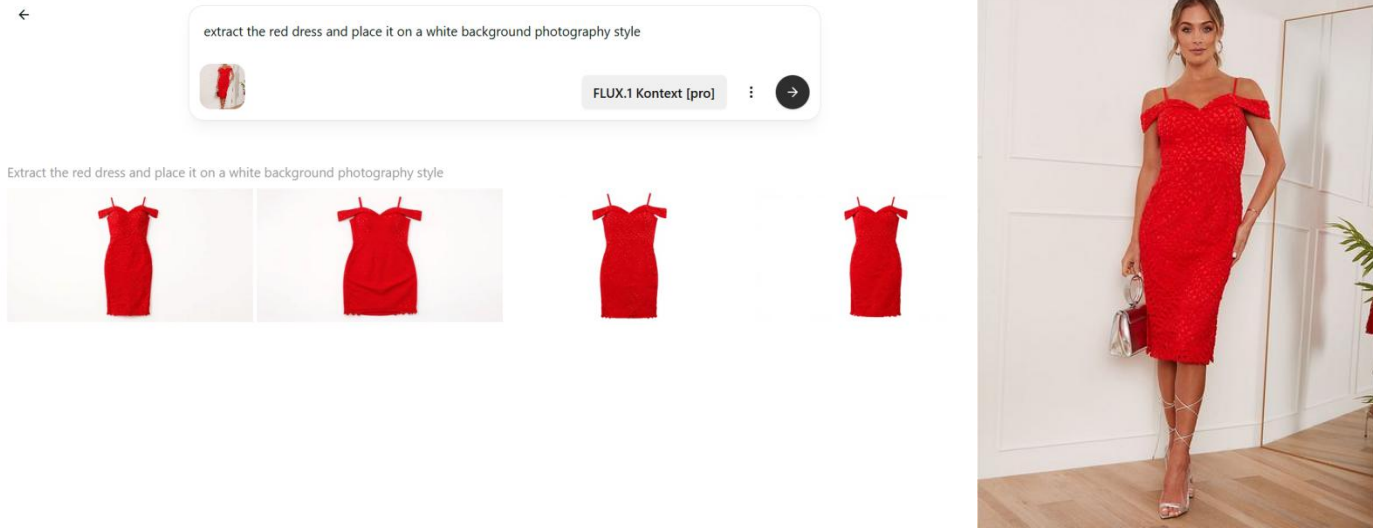 extract the red dress and place it on a white background photography style
FLUX.1 Kontext [pro]
Extract the red dress and place it on a white background photography style